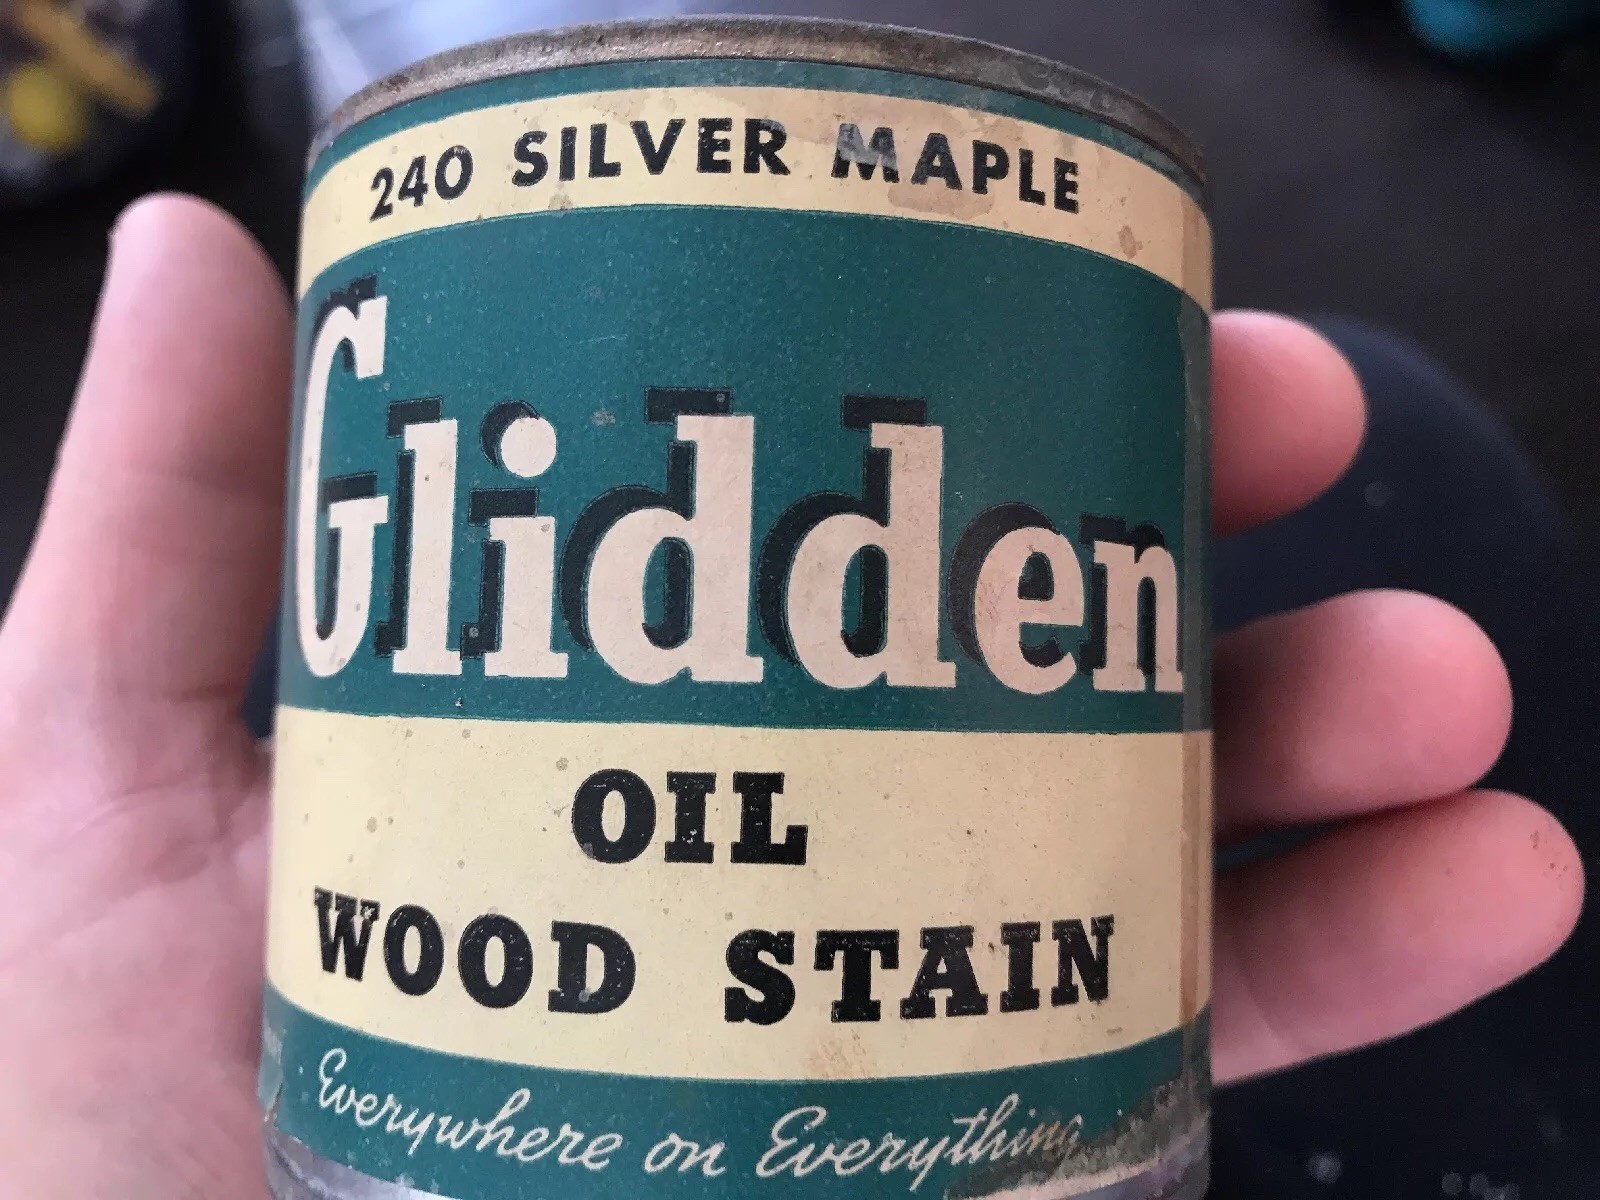 240 SILVER MAPLE
Glidden
OIL
WOOD STAIN
Everywhere on Everything